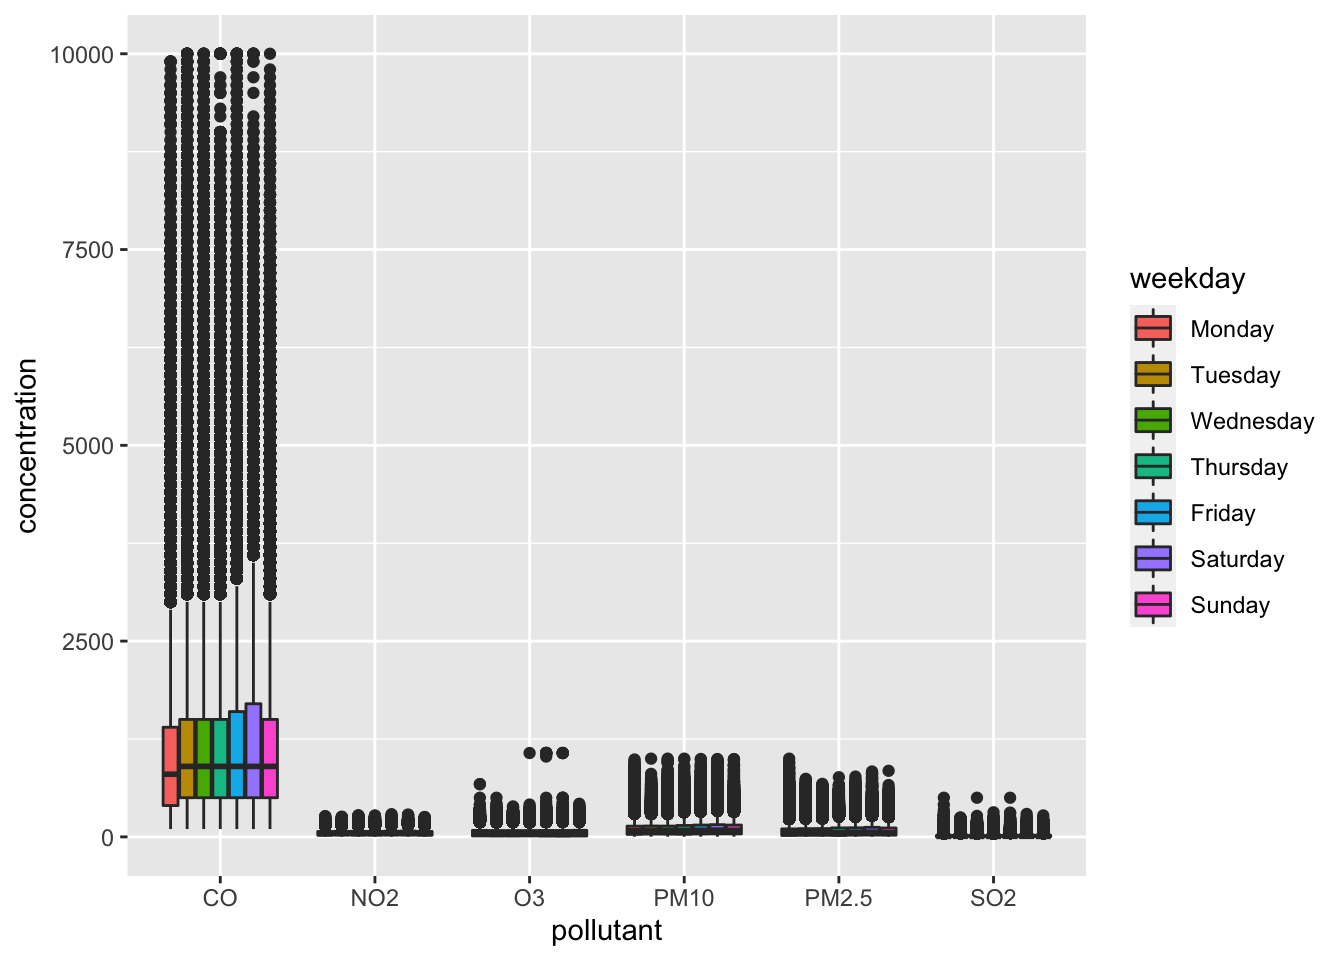 10000
7500
5000
2500
0
concentration
CO
NO2
O3
PM10
PM2.5
SO2
pollutant
weekday
Monday
Tuesday
Wednesday
Thursday
Friday
Saturday
Sunday